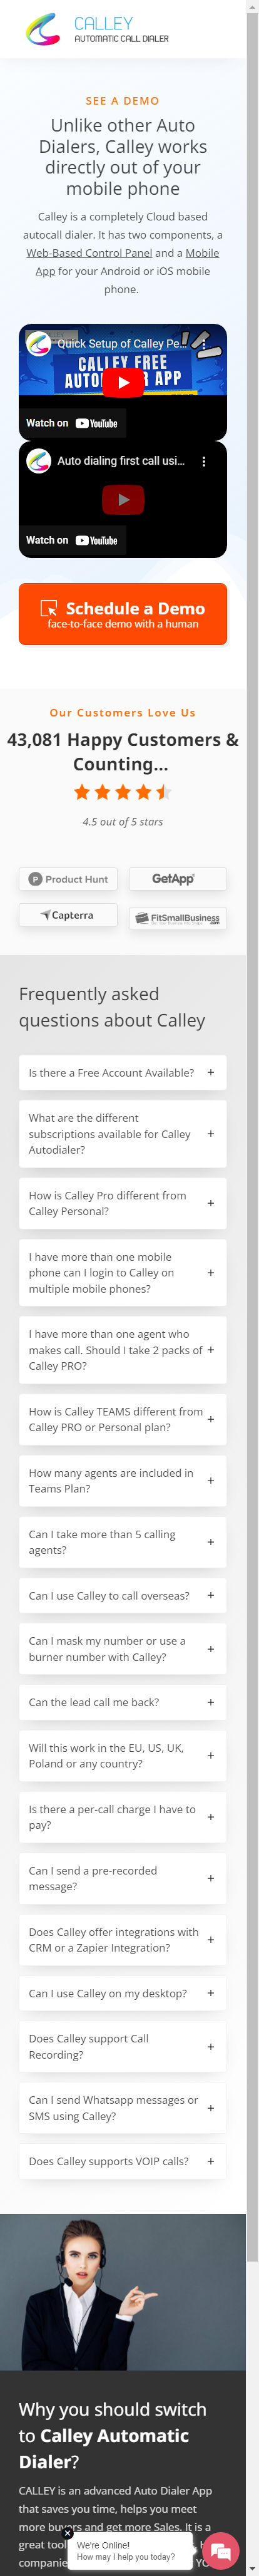 CALLEY
AUTOMATIC CALL DIALER
SEE A DEMO
Unlike other Auto
Dialers, Calley works
directly out of your
mobile phone
Calley is a completely Cloud based
autocall dialer. It has two components, a
Web-Based Control Panel and a Mobile
App for your Android or iOS mobile
phone.
Quick Setup of Calley Pe...
CALLEY FREE
Watch on YouTube
Auto dialing first call usi...
Watch on YouTube
Schedule a Demo
face-to-face demo with a human
Our Customers Love Us
43,081 Happy Customers &
Counting...
4.5 out of 5 stars
Product Hunt
GetApp
Capterra
FitSmallBusiness
Frequently asked
questions about Calley
Is there a Free Account Available? +
What are the different
subscriptions available for Calley +
Autodialer?
How is Calley Pro different from
Calley Personal? +
I have more than one mobile
phone can I login to Calley on +
multiple mobile phones?
I have more than one agent who
makes call. Should I take 2 packs of +
Calley PRO?
How is Calley TEAMS different from
Calley PRO or Personal plan? +
How many agents are included in
Teams Plan? +
Can I take more than 5 calling
agents? +
Can I use Calley to call overseas? +
Can I mask my number or use a
burner number with Calley? +
Can the lead call me back? +
Will this work in the EU, US, UK,
Poland or any country? +
Is there a per-call charge I have to
pay? +
Can I send a pre-recorded
message? +
Does Calley offer integrations with
CRM or a Zapier Integration? +
Can I use Calley on my desktop? +
Does Calley support Call
Recording? +
Can I send Whatsapp messages or
SMS using Calley? +
Does Calley supports VOIP calls? +
Why you should switch
to Calley Automatic
Dialer?
CALLEY is an advanced Auto Dialer App
that saves you time, helps you meet
more buyers and get more Sales. It is a
great tool
companie
We're Online!
How may I help you today?